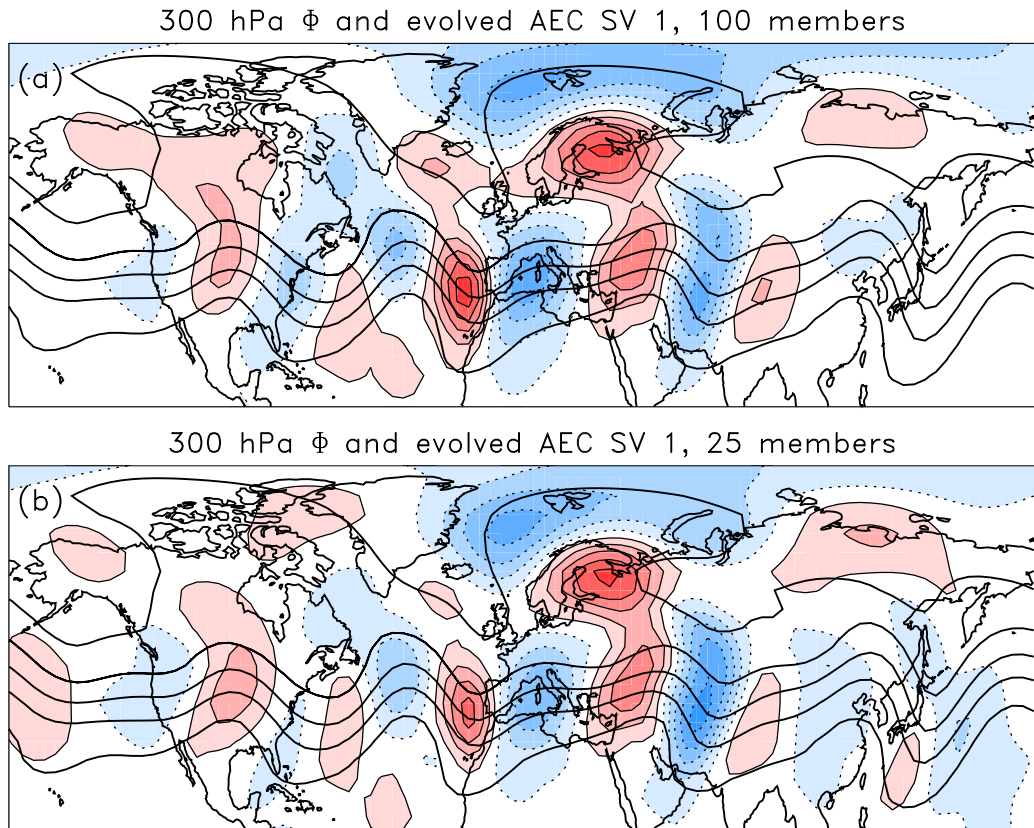 300 hPa Φ and evolved AEC SV 1, 100 members
(a)
300 hPa Φ and evolved AEC SV 1, 25 members
(b)